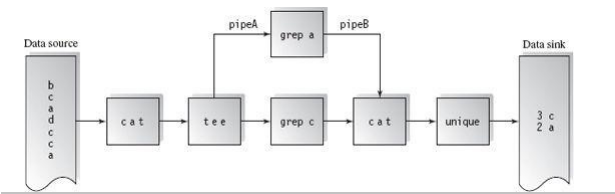 pipeA
grep a
pipeB
Data source
Data sink
b
c
a
d
c
c
a
cat
tee
grep c
cat
unique
3 c
2 a